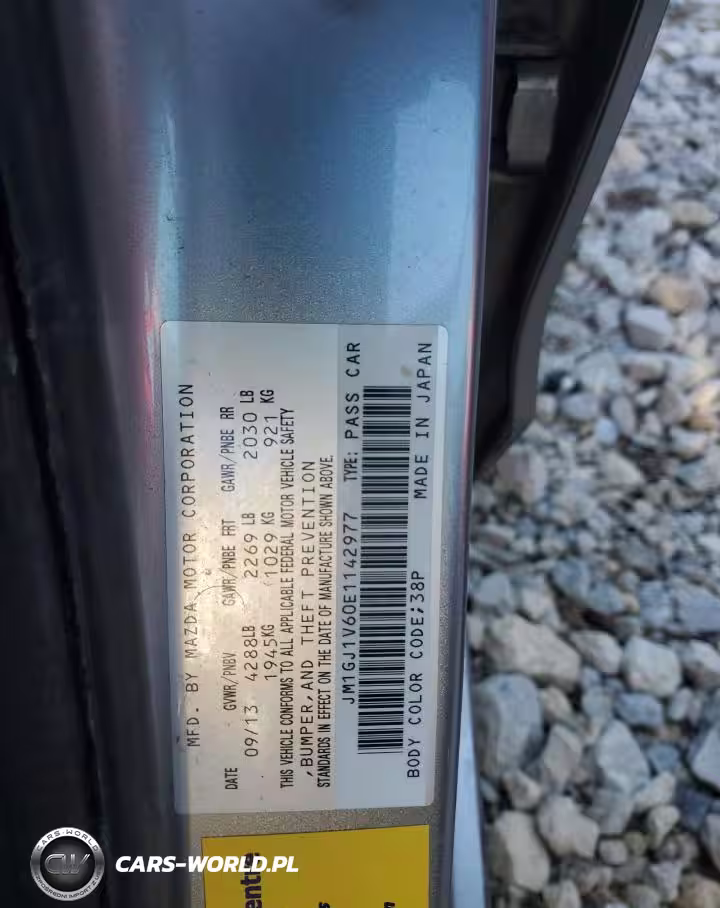 MFD. BY MAZDA MOTOR CORPORATION
DATE GVWR/PNBV GAWR/PNBE FRT GAWR/PNBE RR
09/13 4288LB 2269 LB 2030 LB
1945KG 1029 KG 921 KG
THIS VEHICLE CONFORMS TO ALL APPLICABLE FEDERAL MOTOR VEHICLE SAFETY
,BUMPER,AND THEFT PREVENTION
STANDARDS IN EFFECT ON THE DATE OF MANUFACTURE SHOWN ABOVE.
JM1GJ1V60E1142977 TYPE: PASS CAR
BODY COLOR CODE;38P MADE IN JAPAN
CARS-WORLD.PL
CARS-WORLD
CW